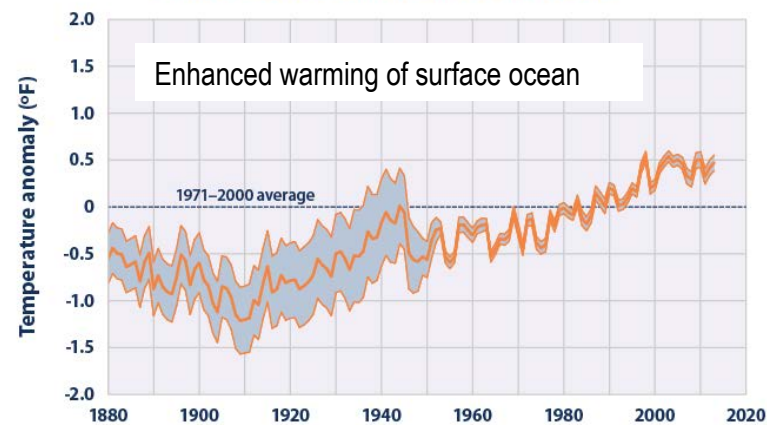 2.0
1.5
1.0
0.5
0
-0.5
-1.0
-1.5
-2.0
Temperature anomaly (ºF)
Enhanced warming of surface ocean
1971–2000 average
1880 1900 1920 1940 1960 1980 2000 2020